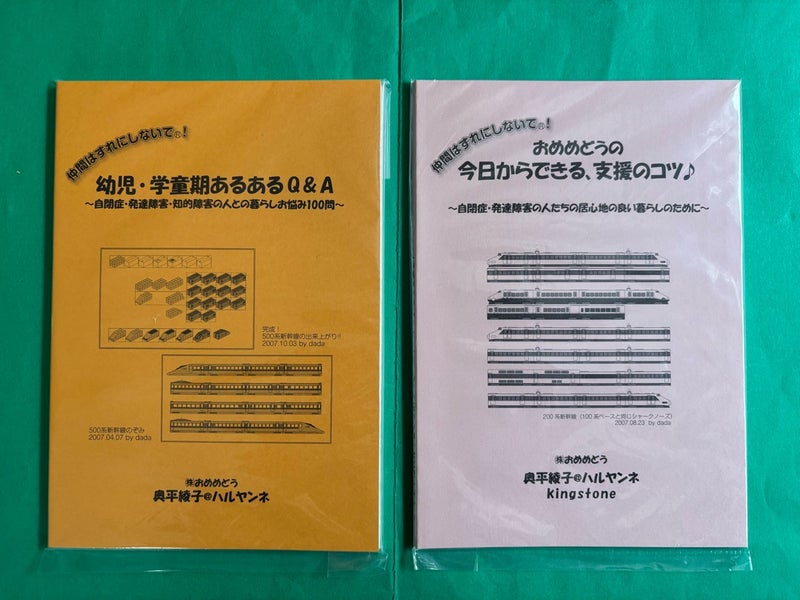 仲間はずれにしないで®!
幼児・学童期あるあるQ&A
～自閉症・発達障害・知的障害の人との暮らしお悩み100問～
完成！
500系新幹線の出来上がり!!
2007.10.03 by dada
500系新幹線のぞみ
2007.04.07 by dada
㈱おめめどう
奥平綾子@ハルヤンネ
仲間はずれにしないで®!
おめめどうの
今日からできる、支援のコツ♪
～自閉症・発達障害の人たちの居心地の良い暮らしのために～
200系新幹線（100系ベースと同じシャークノーズ）
2007.08.23 by dada
㈱おめめどう
奥平綾子@ハルヤンネ
kingstone